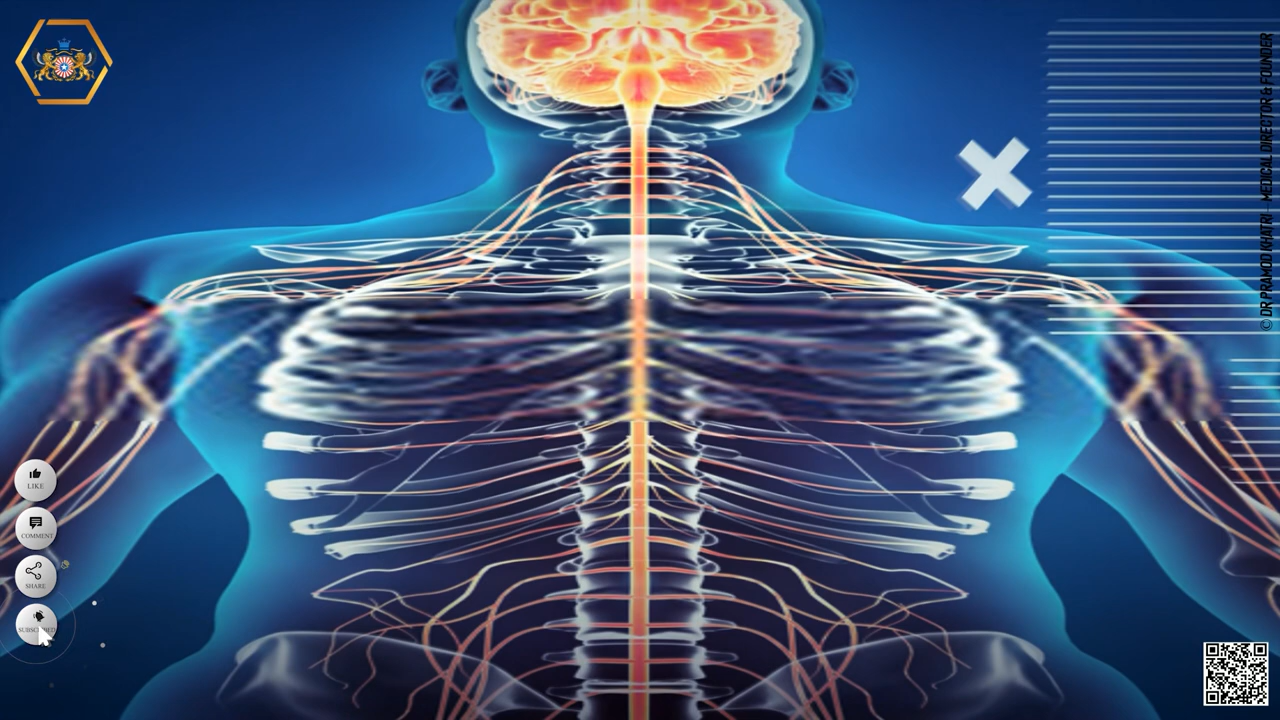 © DR PRAMOD KHATRI - MEDICAL DIRECTOR & FOUNDER
LIKE
COMMENT
SHARE